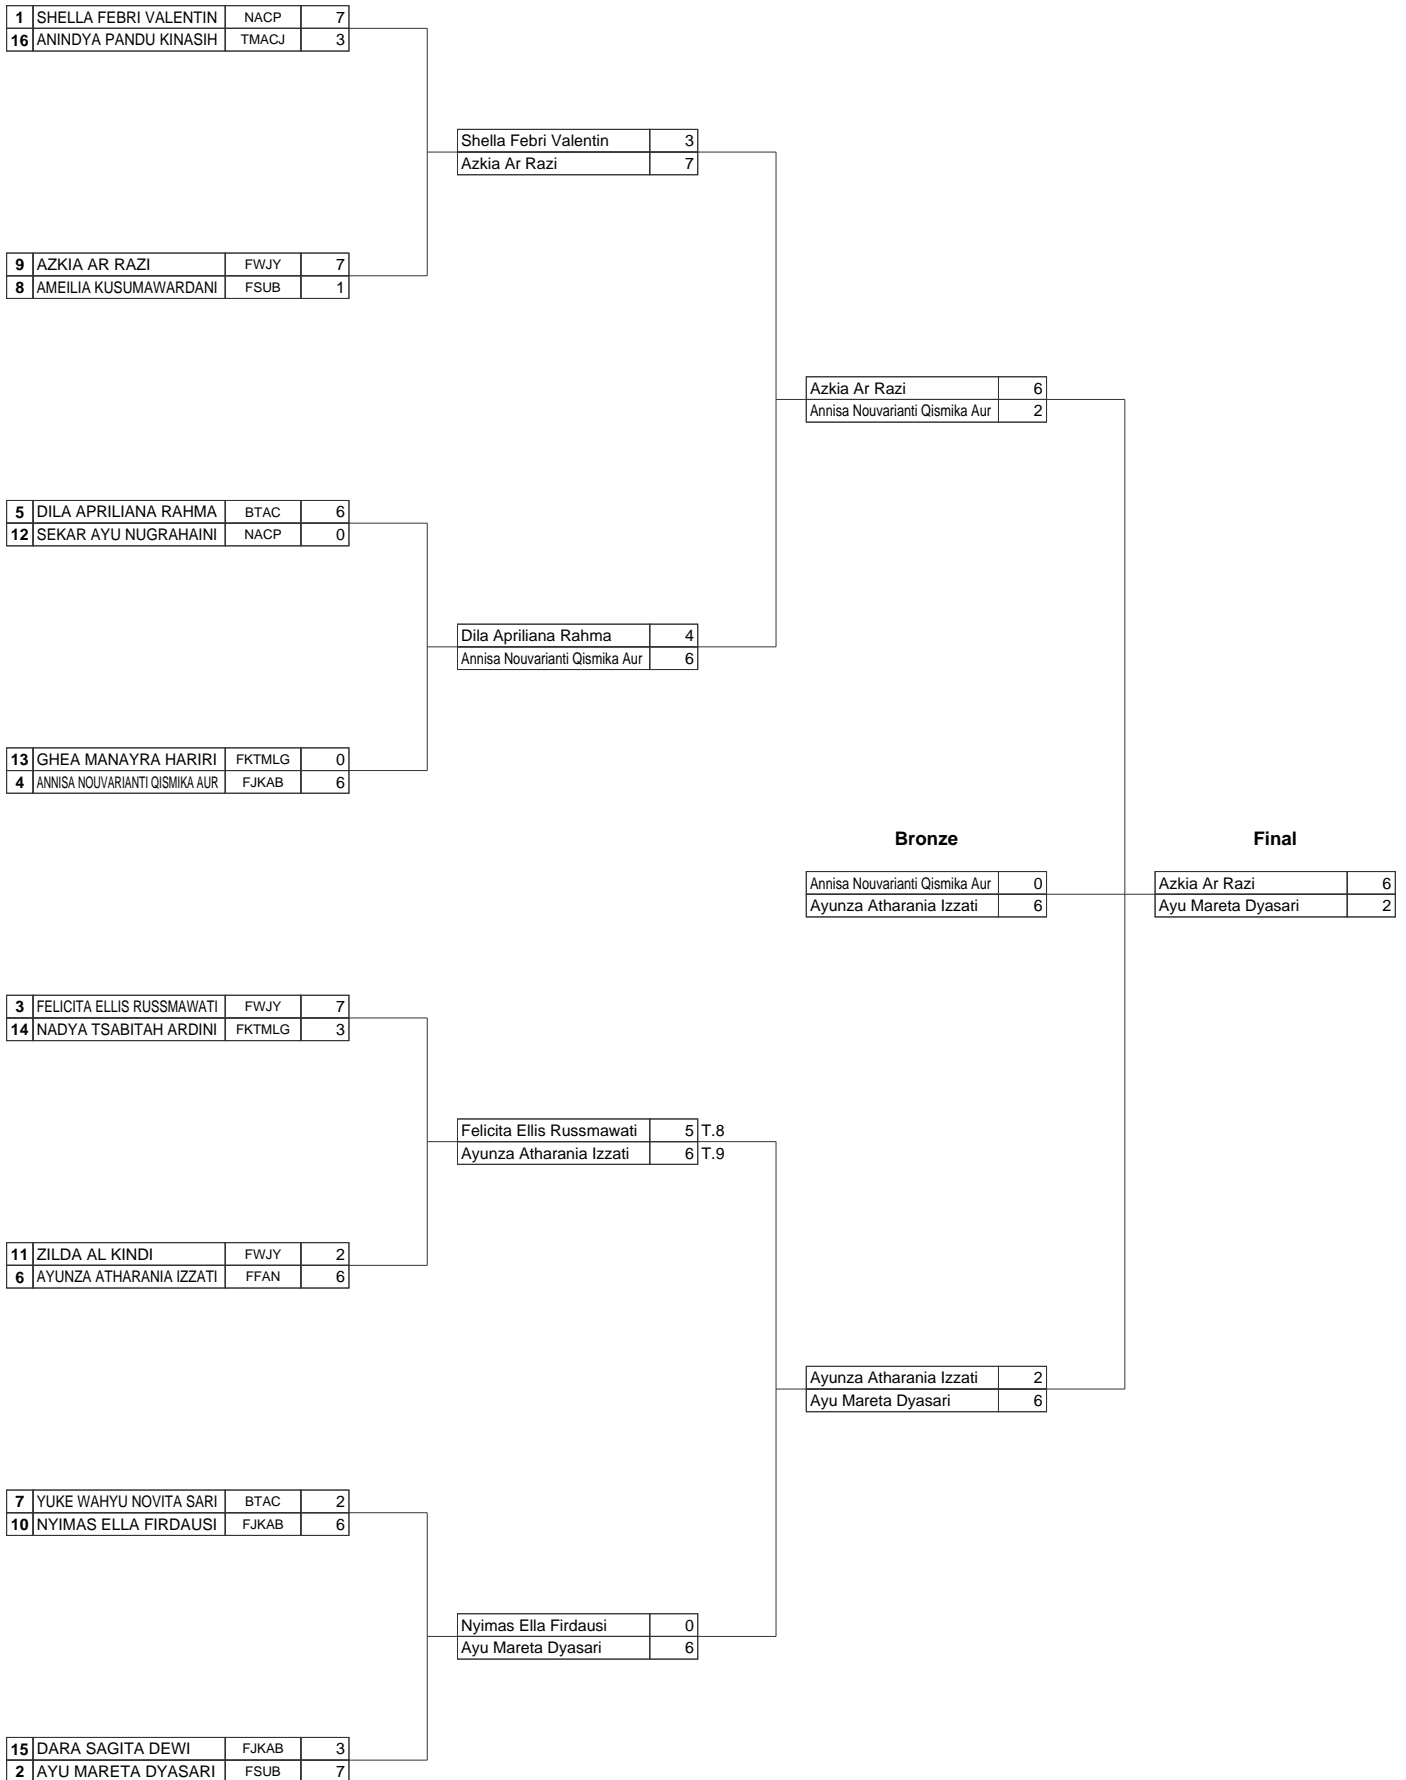 1 SHELLA FEBRI VALENTIN NACP 7
16 ANINDYA PANDU KINASIH TMACJ 3
Shella Febri Valentin 3
Azkia Ar Razi 7
9 AZKIA AR RAZI FWJY 7
8 AMEILIA KUSUMAWARDANI FSUB 1
Azkia Ar Razi 6
Annisa Nouvarianti Qismika Aur 2
5 DILA APRILIANA RAHMA BTAC 6
12 SEKAR AYU NUGRAHAINI NACP 0
Dila Apriliana Rahma 4
Annisa Nouvarianti Qismika Aur 6
13 GHEA MANAYRA HARIRI FKTMLG 0
4 ANNISA NOUVARIANTI QISMIKA AUR FJKAB 6
Bronze Final
Annisa Nouvarianti Qismika Aur 0 Azkia Ar Razi 6
Ayunza Atharania Izzati 6 Ayu Mareta Dyasari 2
3 FELICITA ELLIS RUSSMAWATI FWJY 7
14 NADYA TSABITAH ARDINI FKTMLG 3
Felicita Ellis Russmawati 5 T.8
Ayunza Atharania Izzati 6 T.9
11 ZILDA AL KINDI FWJY 2
6 AYUNZA ATHARANIA IZZATI FFAN 6
Ayunza Atharania Izzati 2
Ayu Mareta Dyasari 6
7 YUKE WAHYU NOVITA SARI BTAC 2
10 NYIMAS ELLA FIRDAUSI FJKAB 6
Nyimas Ella Firdausi 0
Ayu Mareta Dyasari 6
15 DARA SAGITA DEWI FJKAB 3
2 AYU MARETA DYASARI FSUB 7